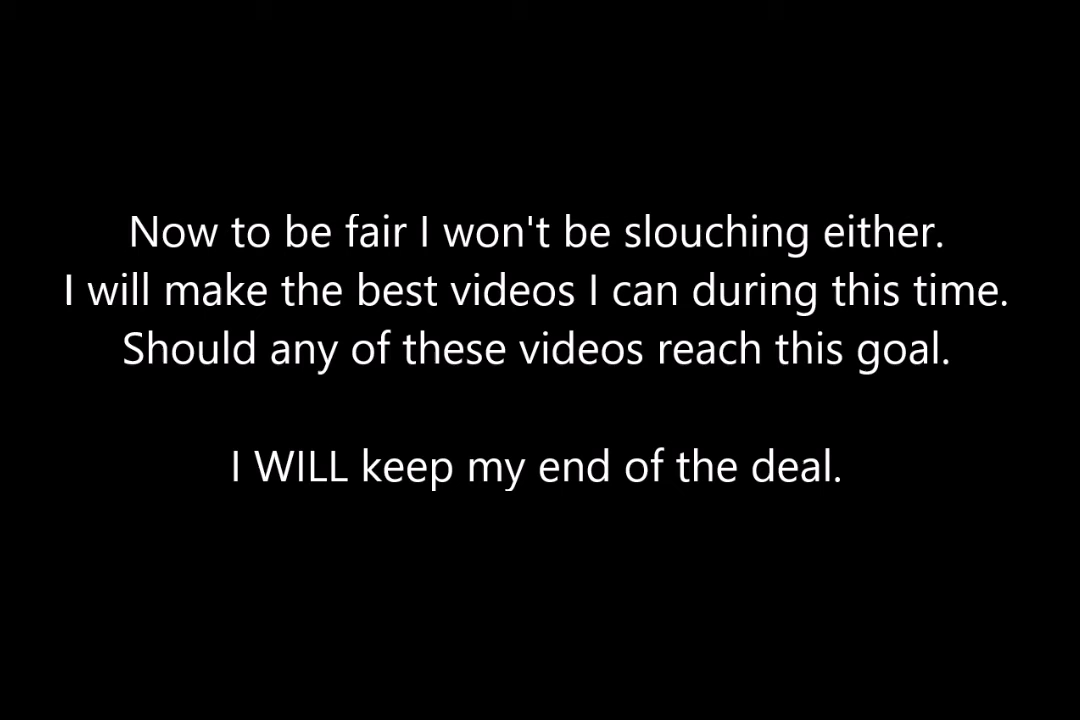 Now to be fair I won't be slouching either.
I will make the best videos I can during this time.
Should any of these videos reach this goal.
I WILL keep my end of the deal.